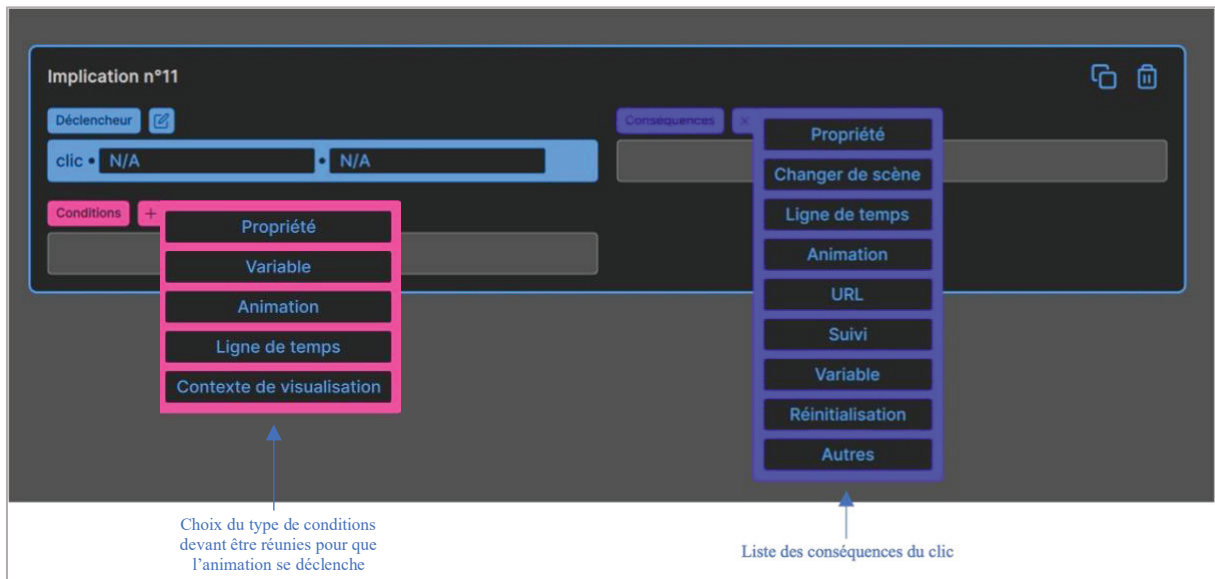 Implication n°11
Déclencheur
clic • N/A • N/A
Conditions +
Propriété
Variable
Animation
Ligne de temps
Contexte de visualisation
Conséquences ×
Propriété
Changer de scène
Ligne de temps
Animation
URL
Suivi
Variable
Réinitialisation
Autres
Choix du type de conditions
devant être réunies pour que
l’animation se déclenche
Liste des conséquences du clic